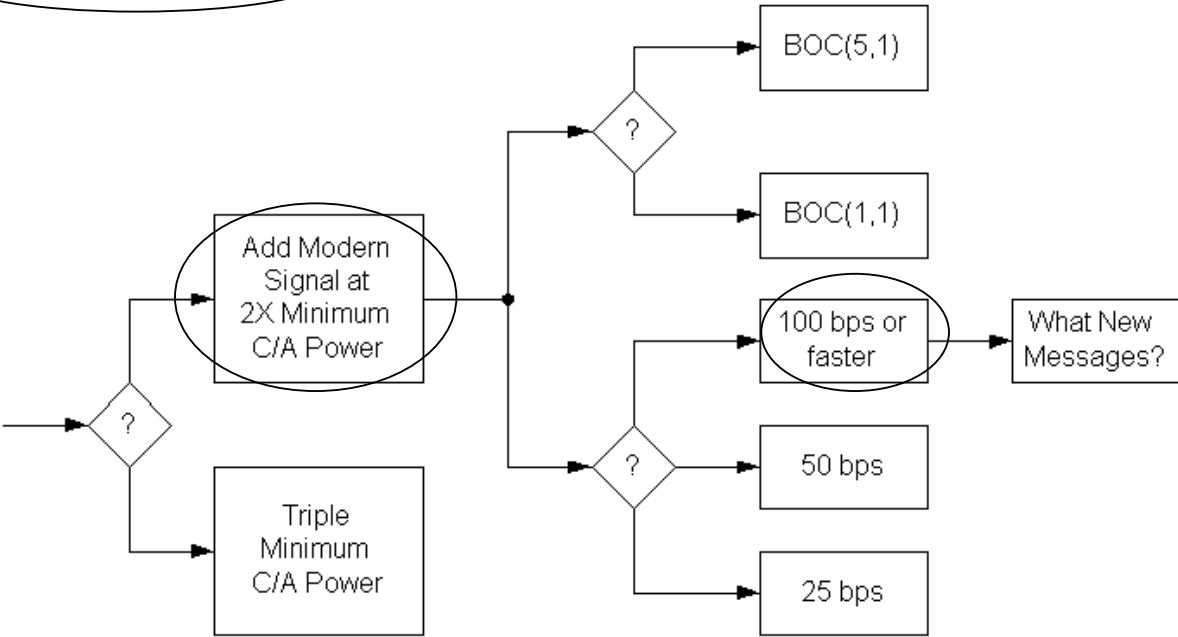 ?
Add Modern
Signal at
2X Minimum
C/A Power
Triple
Minimum
C/A Power
?
BOC(5,1)
BOC(1,1)
?
100 bps or
faster
50 bps
25 bps
What New
Messages?